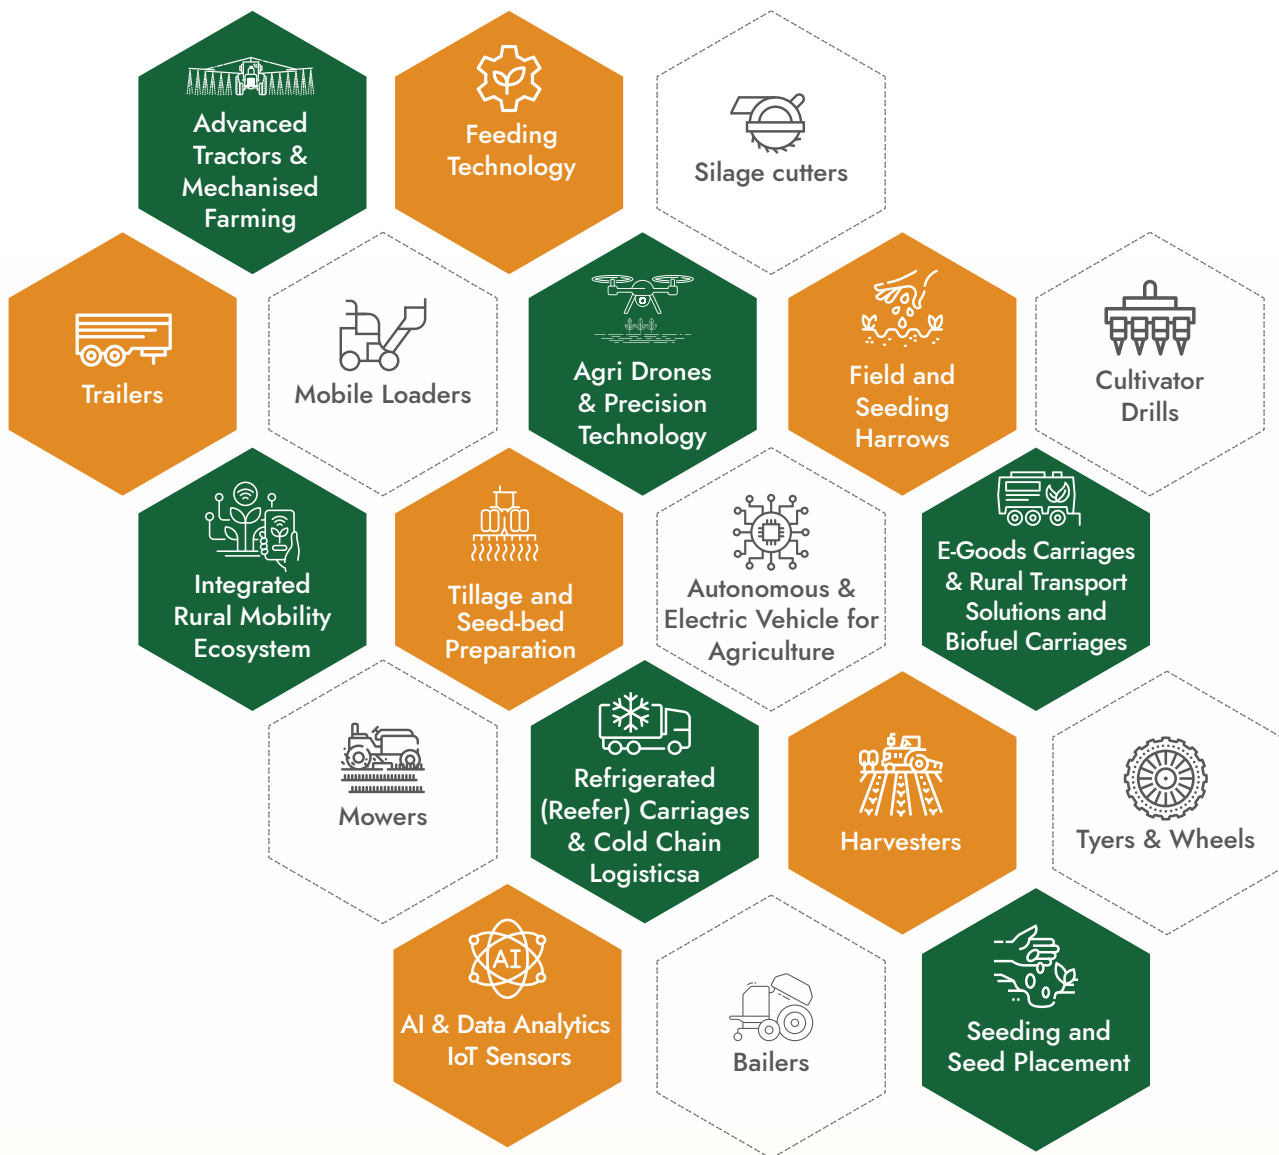 Advanced
Tractors &
Mechanised
Farming
Feeding
Technology
Silage cutters
Trailers
Mobile Loaders
Agri Drones
& Precision
Technology
Field and
Seeding
Harrows
Cultivator
Drills
Integrated
Rural Mobility
Ecosystem
Tillage and
Seed-bed
Preparation
Autonomous &
Electric Vehicle for
Agriculture
E-Goods Carriages
& Rural Transport
Solutions and
Biofuel Carriages
Mowers
Refrigerated
(Reefer) Carriages
& Cold Chain
Logisticsa
Harvesters
Tyers & Wheels
AI
AI & Data Analytics
IoT Sensors
Bailers
Seeding and
Seed Placement